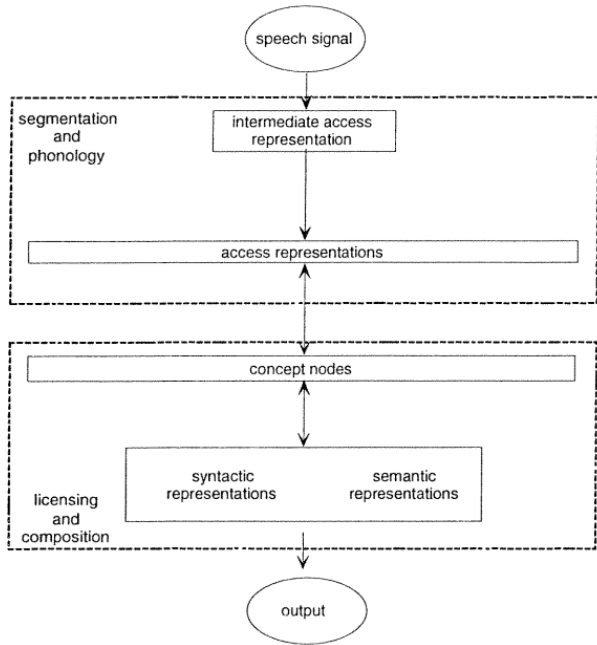 speech signal
segmentation
and
phonology
intermediate access
representation
access representations
concept nodes
syntactic
representations
semantic
representations
licensing
and
composition
output